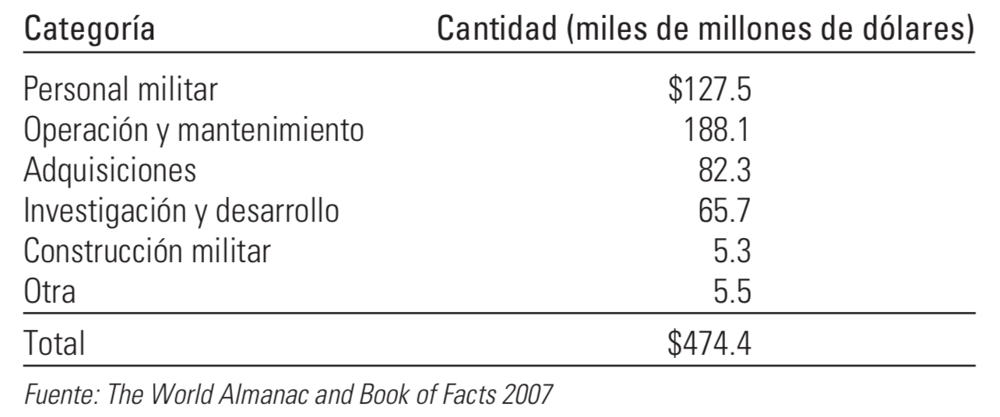 Categoría Cantidad (miles de millones de dólares)
Personal militar $127.5
Operación y mantenimiento 188.1
Adquisiciones 82.3
Investigación y desarrollo 65.7
Construcción militar 5.3
Otra 5.5
Total $474.4
Fuente: The World Almanac and Book of Facts 2007